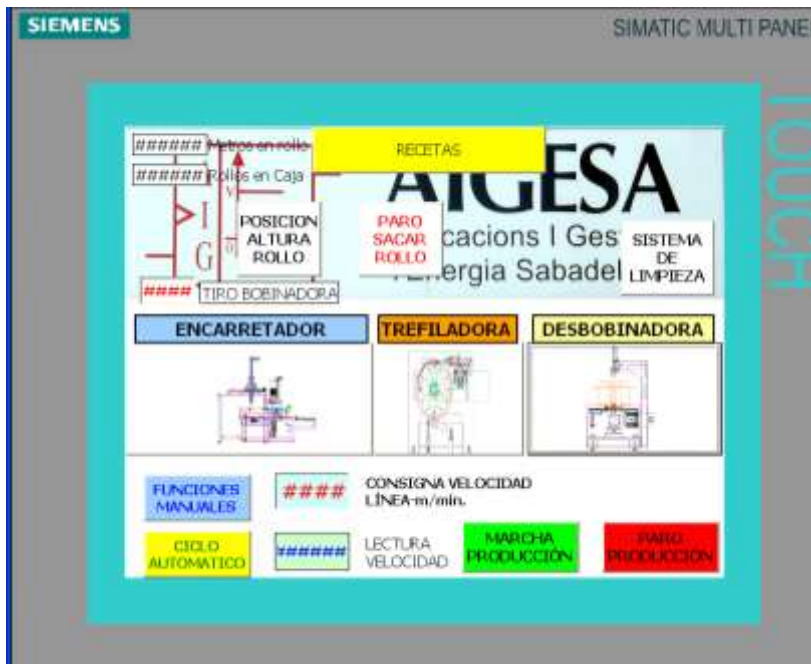 SIEMENS
SIMATIC MULTI PANE
TOUCH
###### Metros en rollo
RECETAS
###### Rollos en Caja
AIGESA
V
I
G
POSICION
ALTURA
ROLLO
PARO
SACAR
ROLLO
cacions I Ges
SISTEMA
DE
LIMPIEZA
nergia Sabadel
#### TIRO BOBINADORA
ENCARRETADOR
TREFILADORA
DESBOBINADORA
FUNCIONES
MANUALES
####
CONSIGNA VELOCIDAD
LÍNEA-m/min.
CICLO
AUTOMATICO
######
LECTURA
VELOCIDAD
MARCHA
PRODUCCIÓN
PARO
PRODUCCIÓN